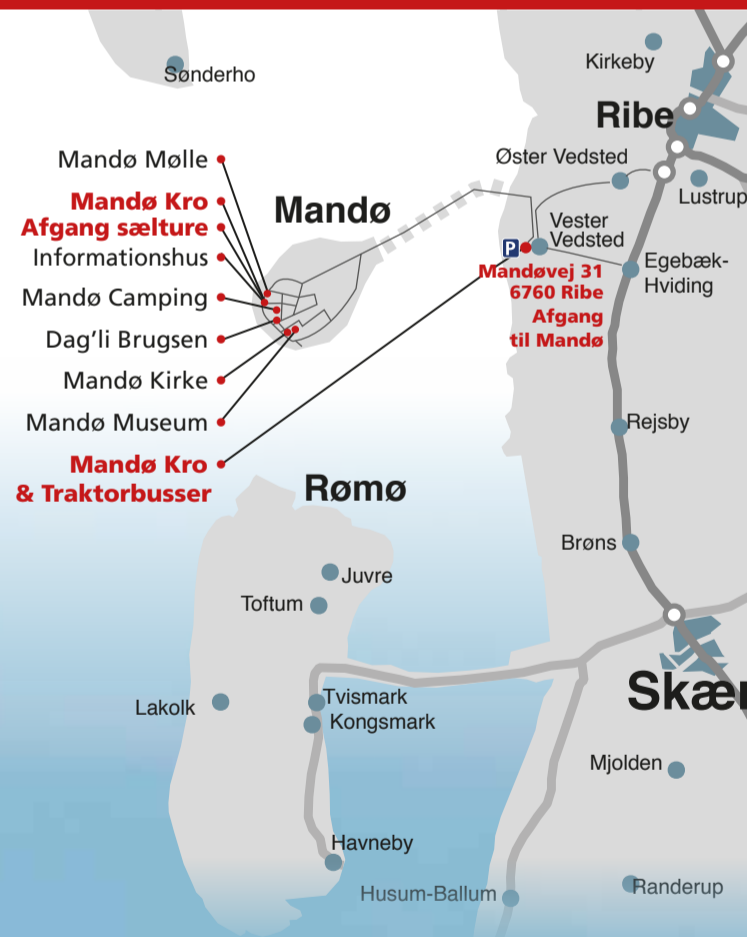 Sønderho
Kirkeby
Ribe
Øster Vedsted
Lustrup
Mandø Mølle
Mandø Kro
Afgang sælture
Informationshus
Mandø Camping
Dag'li Brugsen
Mandø Kirke
Mandø Museum
Mandø Kro
& Traktorbusser
Mandø
P
Vester
Vedsted
Mandøvej 31
6760 Ribe
Afgang
til Mandø
Egebæk-
Hviding
Rejsby
Rømø
Brøns
Juvre
Toftum
Skær
Lakolk
Tvismark
Kongsmark
Mjolden
Havneby
Husum-Ballum
Randerup